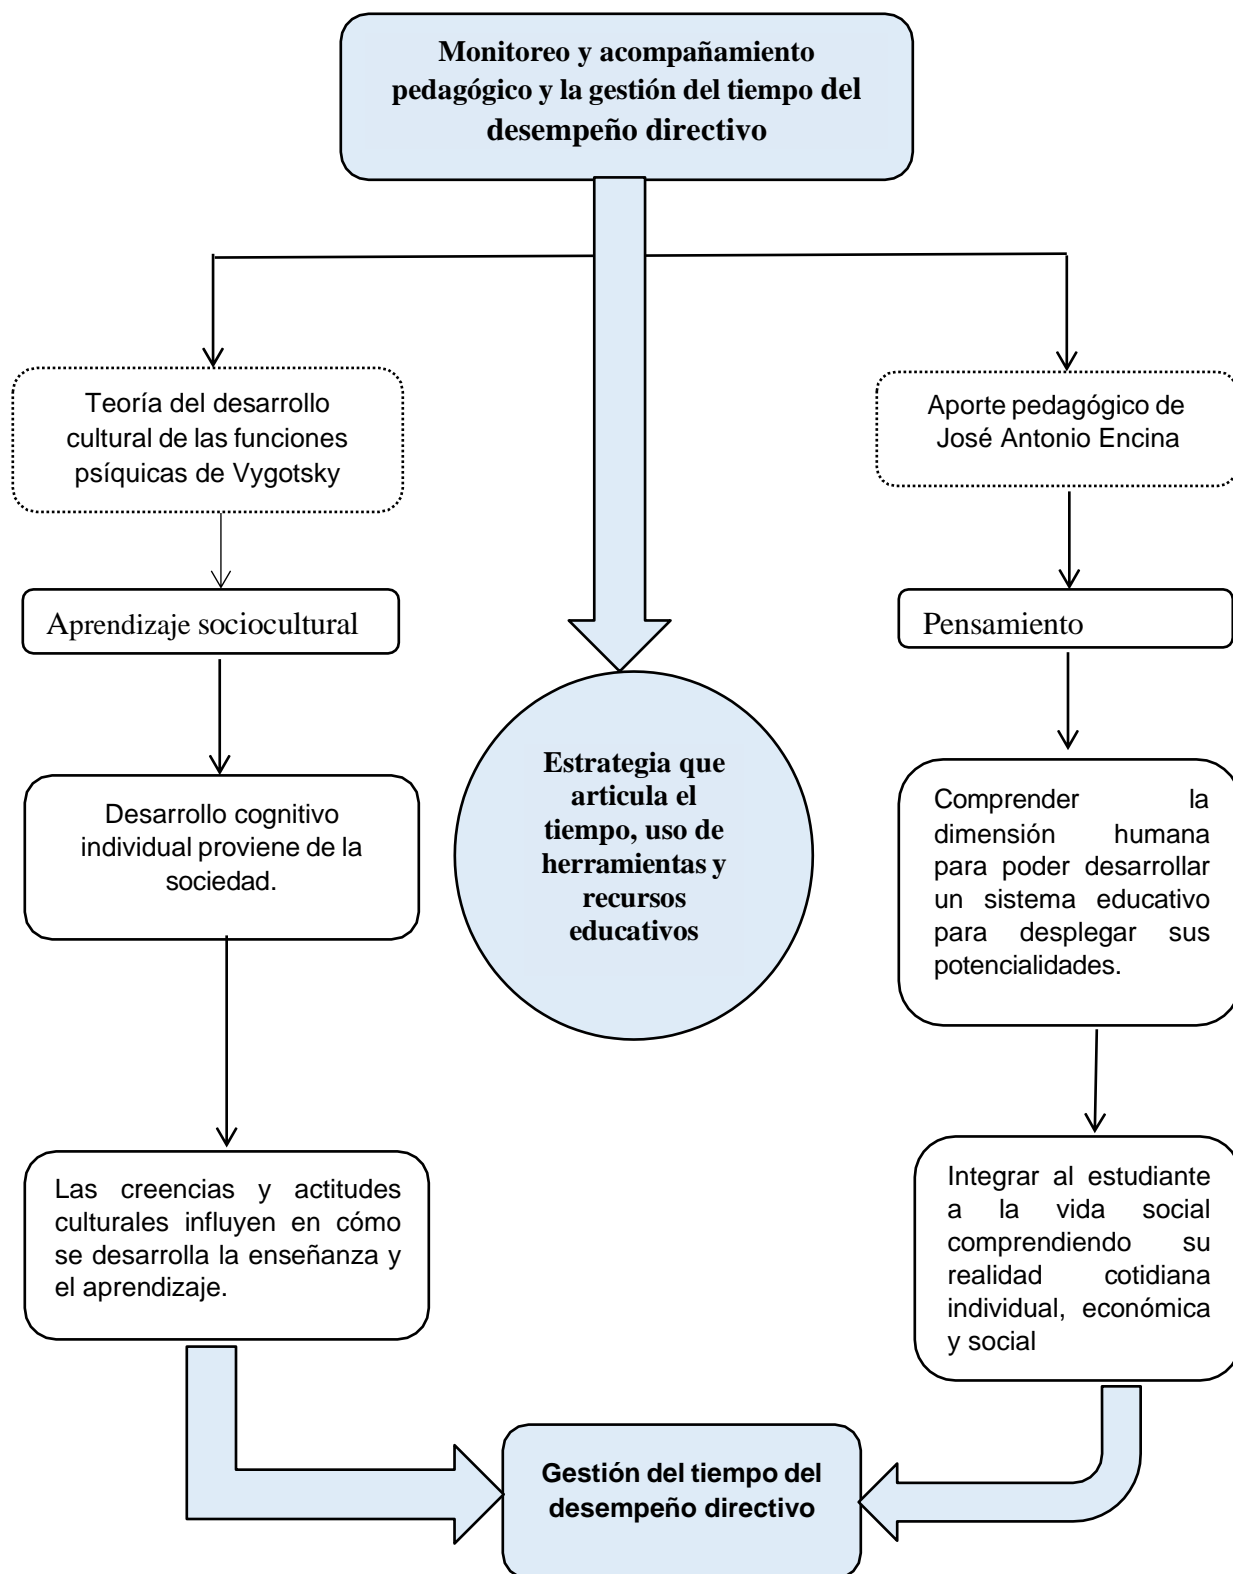 Monitoreo y acompañamiento
pedagógico y la gestión del tiempo del
desempeño directivo
Teoría del desarrollo
cultural de las funciones
psíquicas de Vygotsky
Aporte pedagógico de
José Antonio Encina
Aprendizaje sociocultural
Pensamiento
Estrategia que
articula el
tiempo, uso de
herramientas y
recursos
educativos
Desarrollo cognitivo
individual proviene de la
sociedad.
Comprender la
dimensión humana
para poder desarrollar
un sistema educativo
para desplegar sus
potencialidades.
Las creencias y actitudes
culturales influyen en cómo
se desarrolla la enseñanza y
el aprendizaje.
Integrar al estudiante
a la vida social
comprendiendo su
realidad cotidiana
individual, económica
y social
Gestión del tiempo del
desempeño directivo